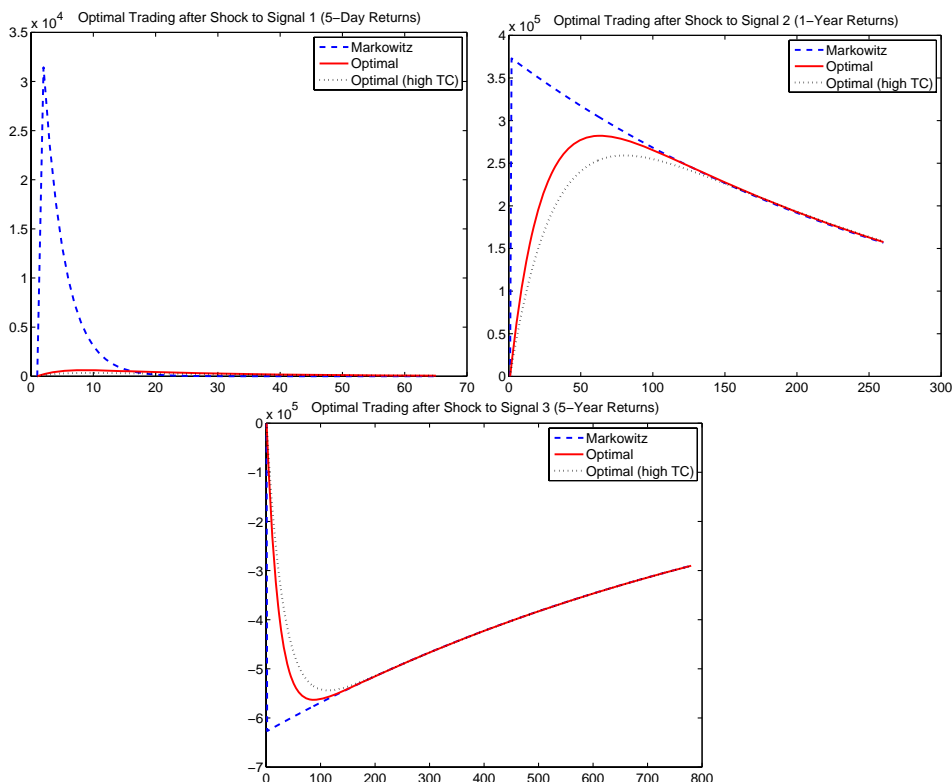 Optimal Trading after Shock to Signal 1 (5−Day Returns)
x 10^4
3.5
3
2.5
2
1.5
1
0.5
0
0 10 20 30 40 50 60 70
Markowitz
Optimal
Optimal (high TC)
Optimal Trading after Shock to Signal 2 (1−Year Returns)
x 10^5
4
3.5
3
2.5
2
1.5
1
0.5
0
0 50 100 150 200 250 300
Markowitz
Optimal
Optimal (high TC)
Optimal Trading after Shock to Signal 3 (5−Year Returns)
x 10^5
0
−1
−2
−3
−4
−5
−6
−7
0 100 200 300 400 500 600 700 800
Markowitz
Optimal
Optimal (high TC)